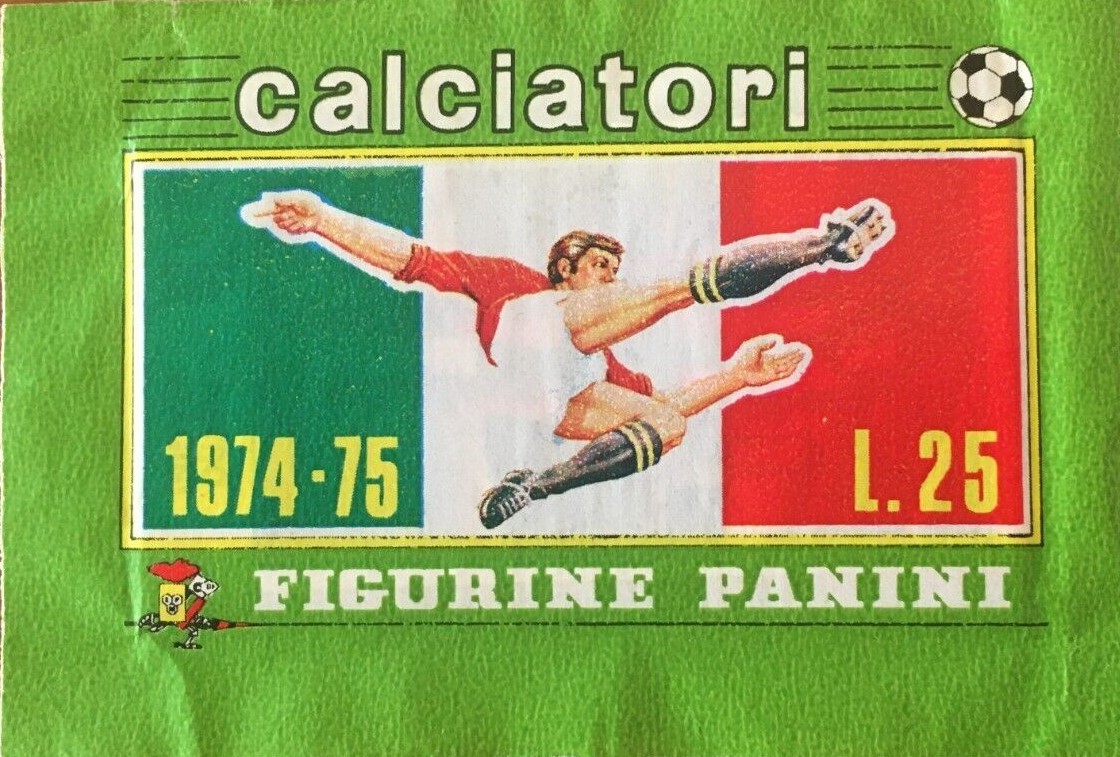 calciatori
1974-75
L.25
FIGURINE PANINI